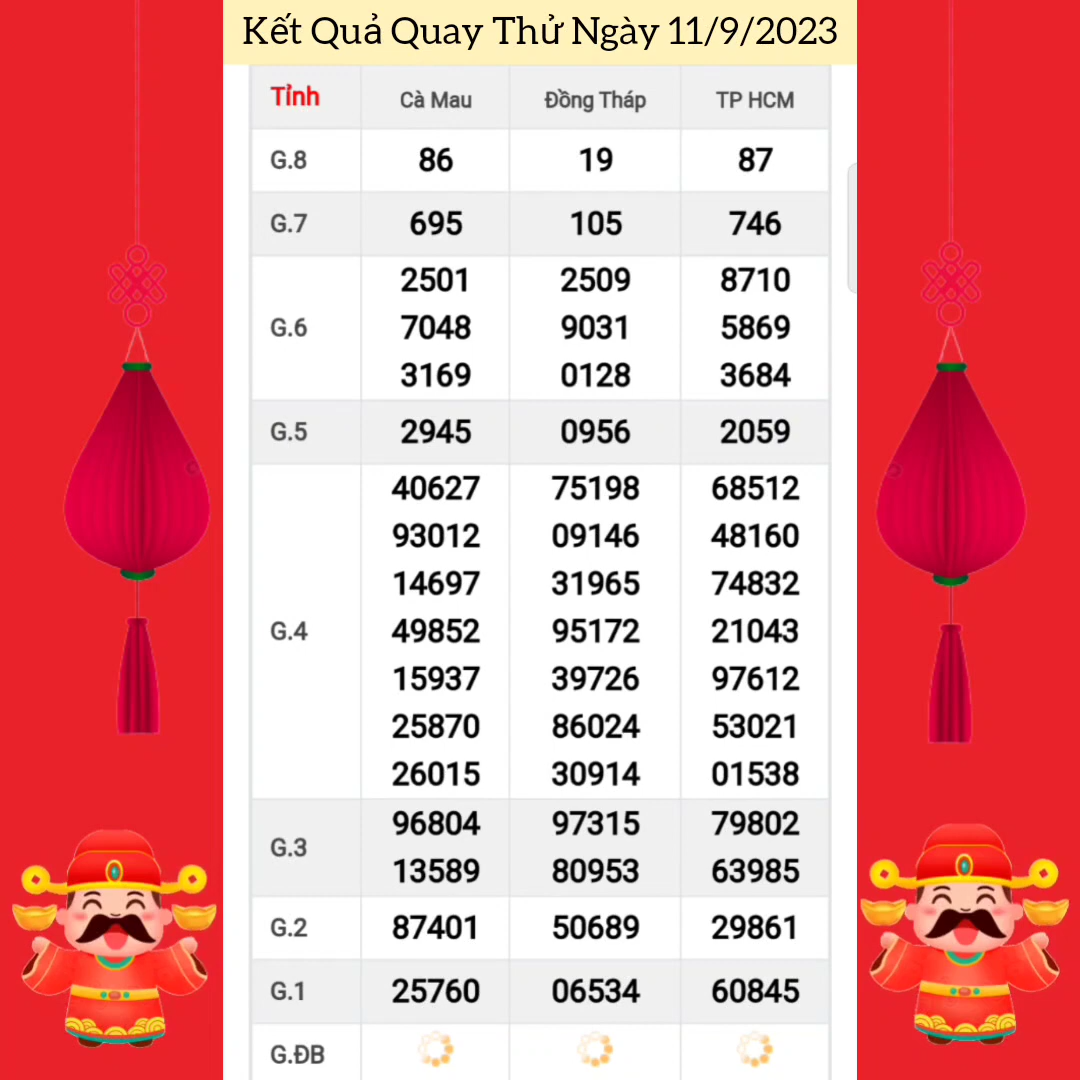 Kết Quả Quay Thử Ngày 11/9/2023
Tỉnh Cà Mau Đồng Tháp TP HCM
G.8 86 19 87
G.7 695 105 746
2501 2509 8710
G.6 7048 9031 5869
3169 0128 3684
G.5 2945 0956 2059
40627 75198 68512
93012 09146 48160
14697 31965 74832
G.4 49852 95172 21043
15937 39726 97612
25870 86024 53021
26015 30914 01538
96804 97315 79802
G.3
13589 80953 63985
G.2 87401 50689 29861
G.1 25760 06534 60845
G.ĐB